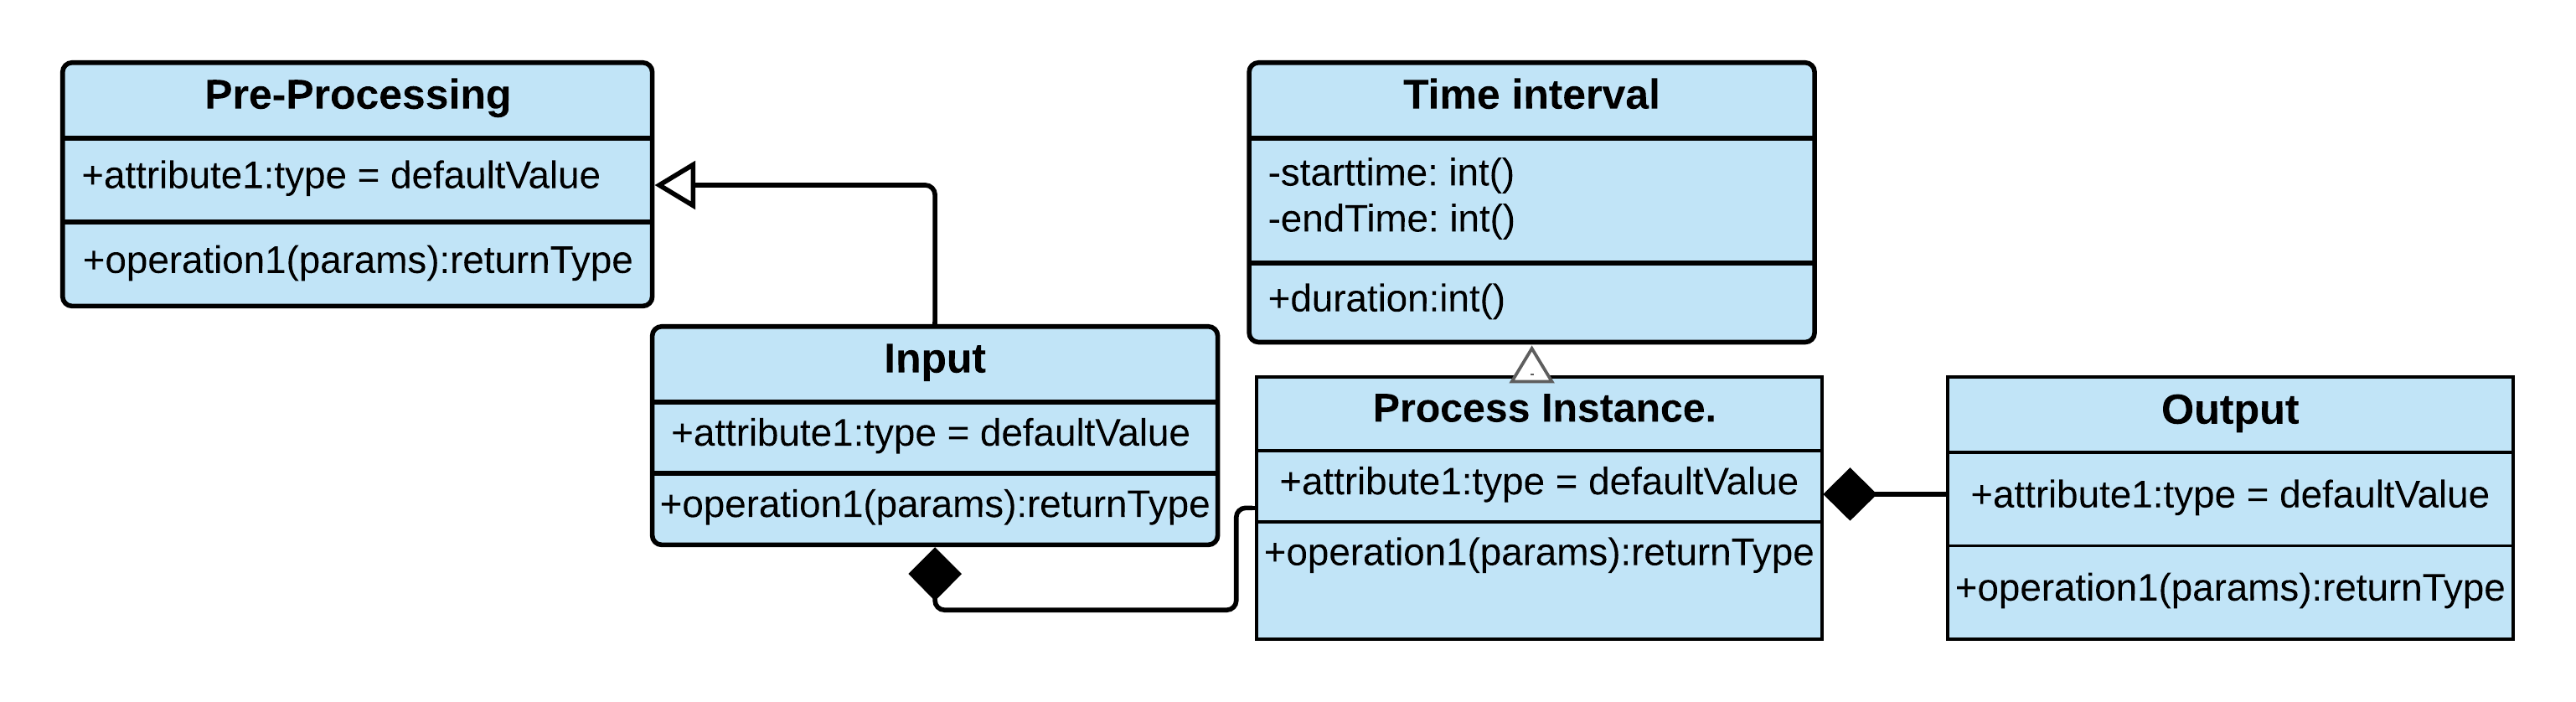 Pre-Processing
+attribute1:type = defaultValue
+operation1(params):returnType
Time interval
-starttime: int()
-endTime: int()
+duration:int()
Input
+attribute1:type = defaultValue
+operation1(params):returnType
-
Process Instance.
+attribute1:type = defaultValue
+operation1(params):returnType
Output
+attribute1:type = defaultValue
+operation1(params):returnType